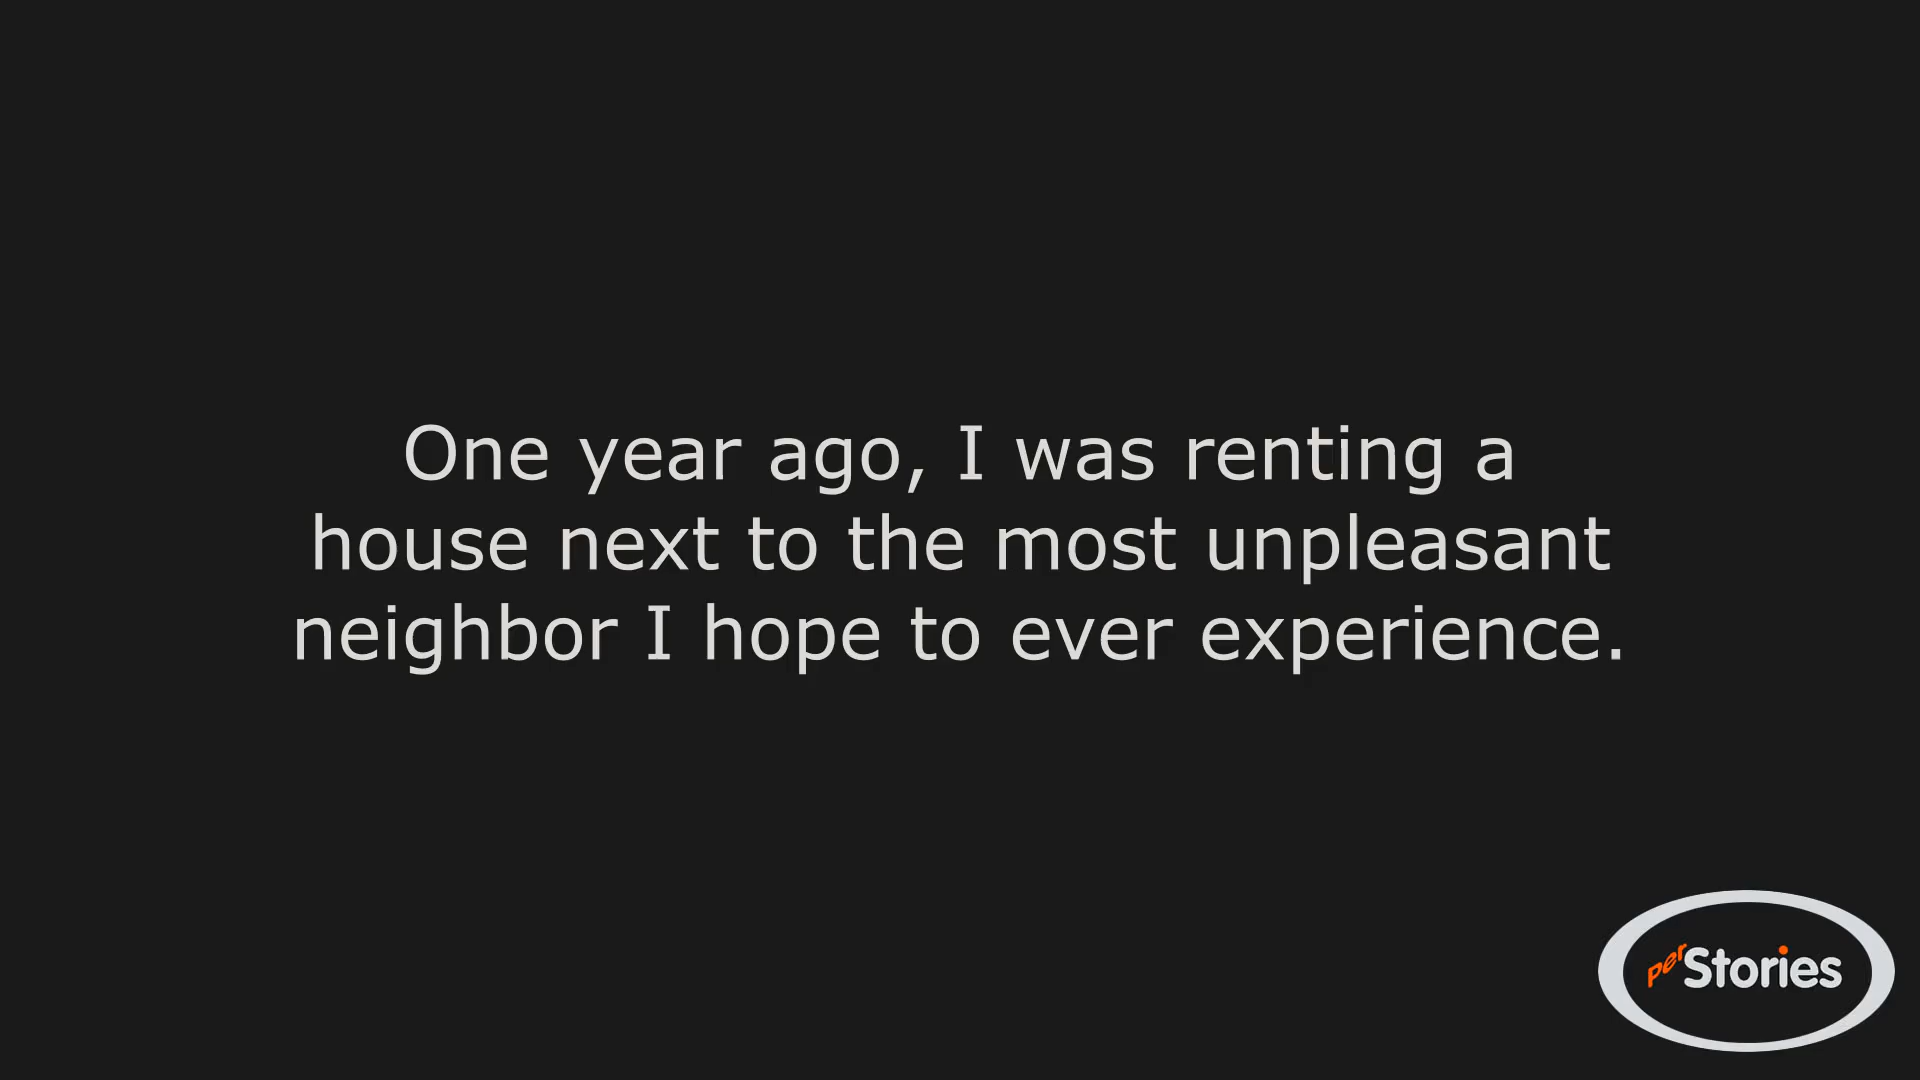 One year ago, I was renting a
house next to the most unpleasant
neighbor I hope to ever experience.
perStories